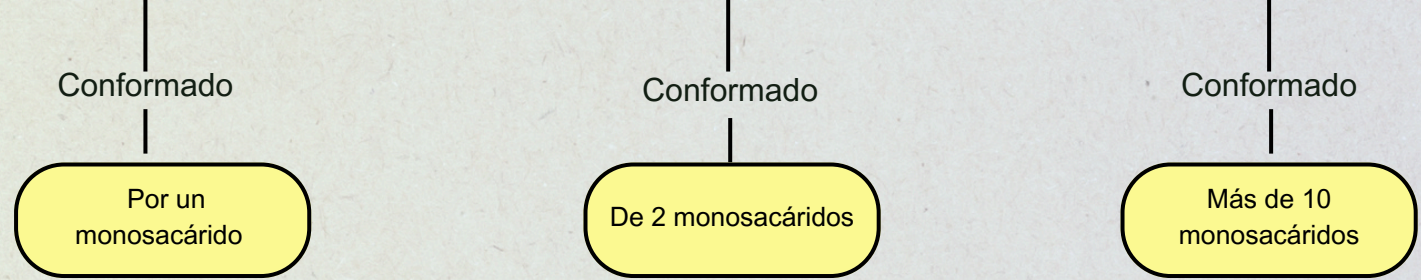 Conformado
Conformado
Conformado
Por un
monosacárido
De 2 monosacáridos
Más de 10
monosacáridos